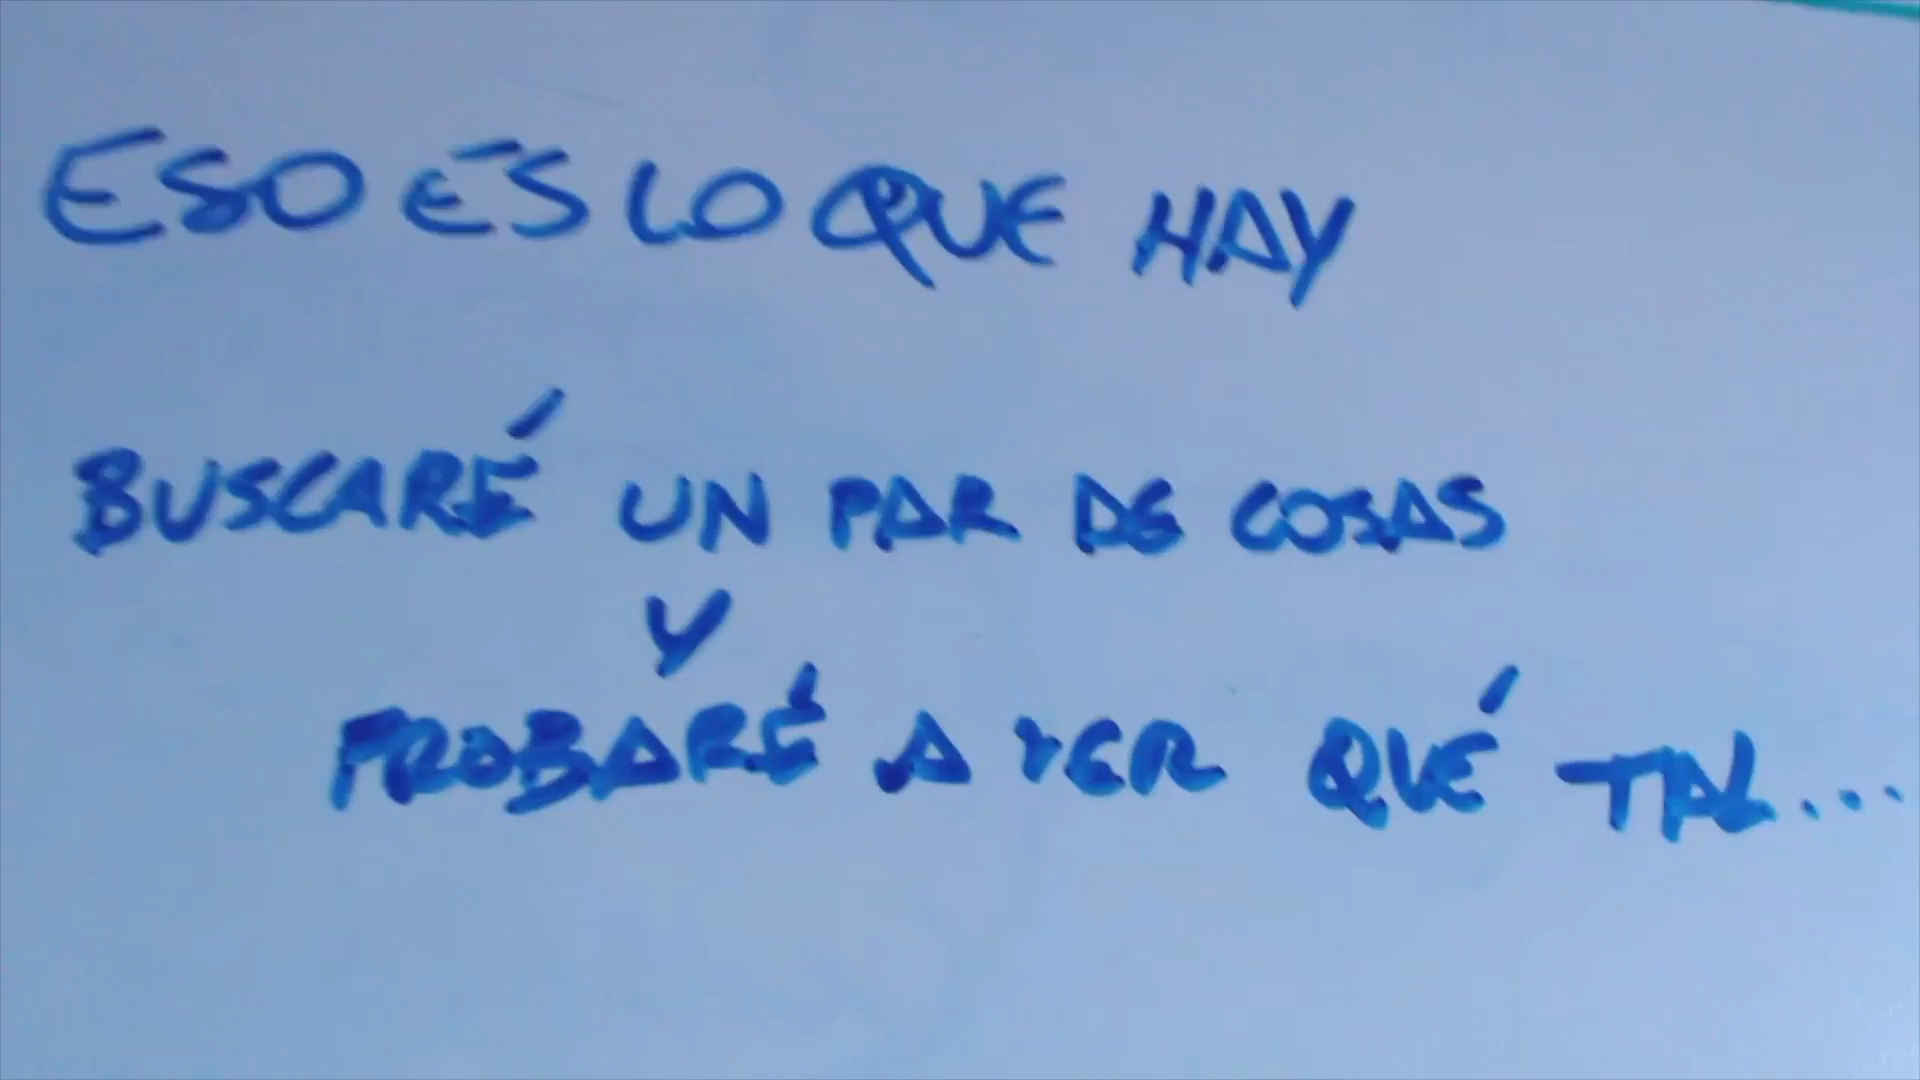 ESO ES LO QUE HAY
BUSCARÉ UN PAR DE COSAS
Y
PROBARÉ A VER QUÉ TAL...